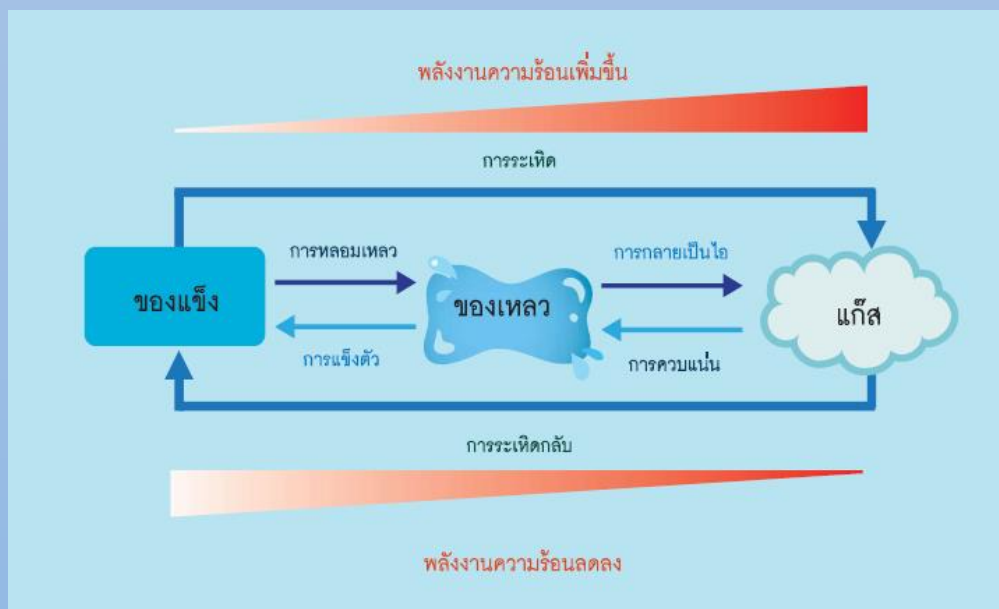 พลังงานความร้อนเพิ่มขึ้น
การระเหิด
การหลอมเหลว
การกลายเป็นไอ
ของแข็ง
ของเหลว
แก๊ส
การแข็งตัว
การควบแน่น
การระเหิดกลับ
พลังงานความร้อนลดลง